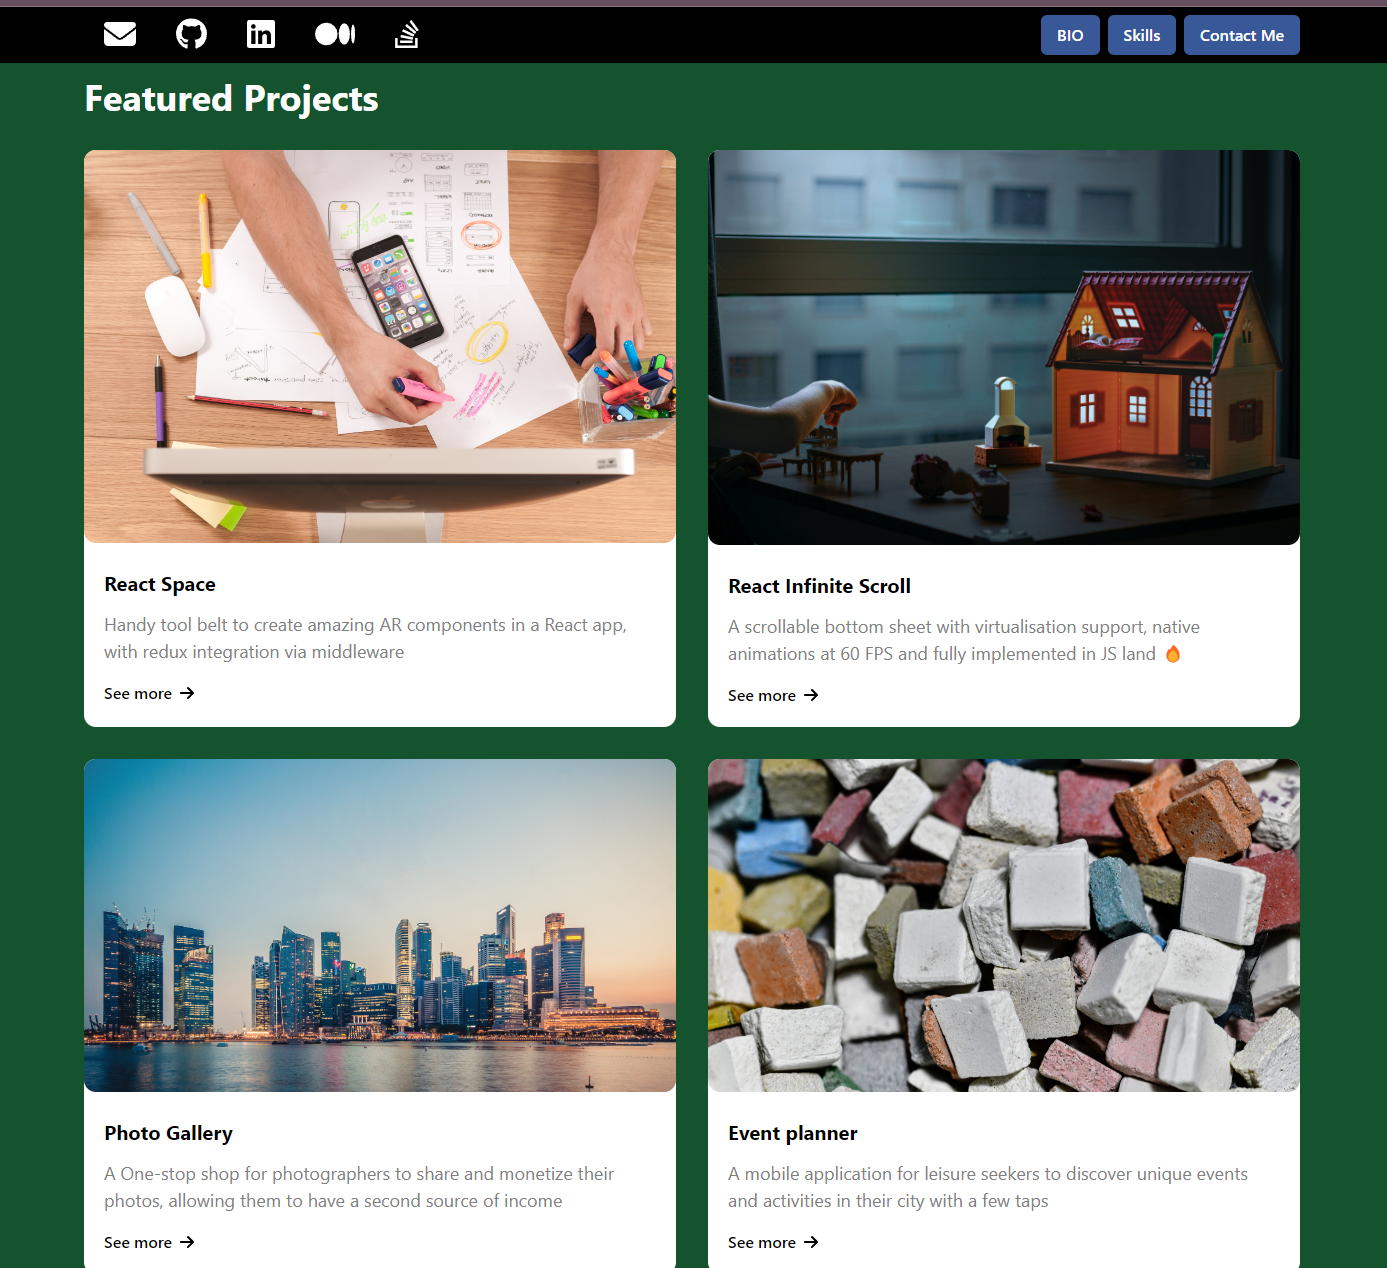 BIO Skills Contact Me
Featured Projects
React Space
Handy tool belt to create amazing AR components in a React app,
with redux integration via middleware
See more →
React Infinite Scroll
A scrollable bottom sheet with virtualisation support, native
animations at 60 FPS and fully implemented in JS land 🔥
See more →
Photo Gallery
A One-stop shop for photographers to share and monetize their
photos, allowing them to have a second source of income
See more →
Event planner
A mobile application for leisure seekers to discover unique events
and activities in their city with a few taps
See more →